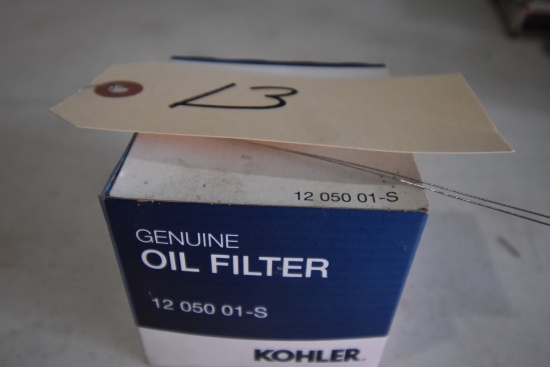 L3
12 050 01-S
GENUINE
OIL FILTER
12 050 01-S
KOHLER